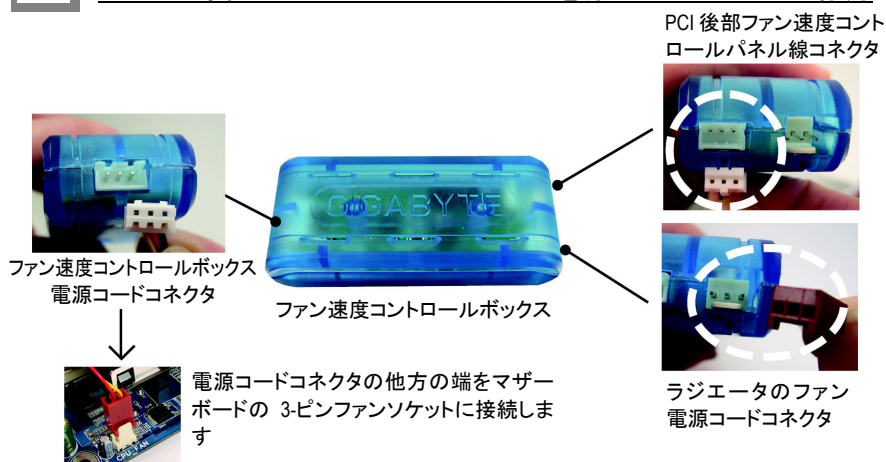 PCI 後部ファン速度コント
ロールパネル線コネクタ
GIGABYTE
ファン速度コントロールボックス
電源コードコネクタ
ファン速度コントロールボックス
電源コードコネクタの他方の端をマザー
ボードの 3-ピンファンソケットに接続しま
す
CPU_FAN
ラジエータのファン
電源コードコネクタ